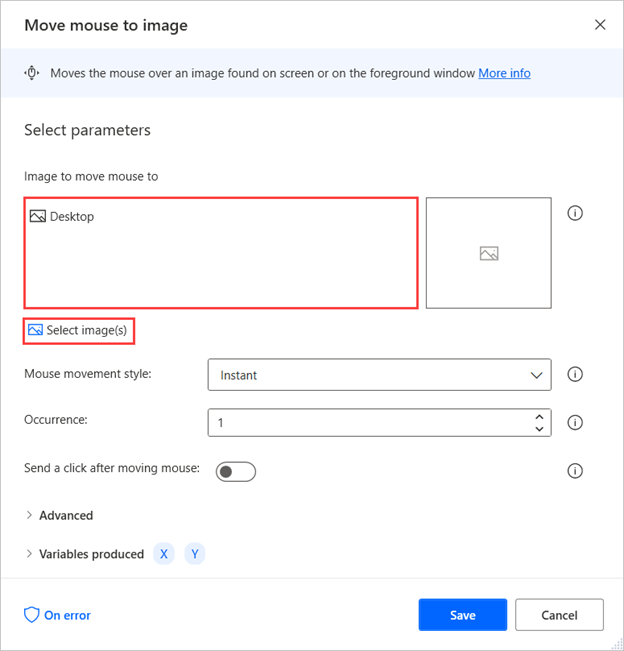 Move mouse to image
Moves the mouse over an image found on screen or on the foreground window More info
Select parameters
Image to move mouse to
Desktop
Select image(s)
Mouse movement style:
Instant
Occurrence:
1
Send a click after moving mouse:
Advanced
Variables produced X Y
On error
Save
Cancel